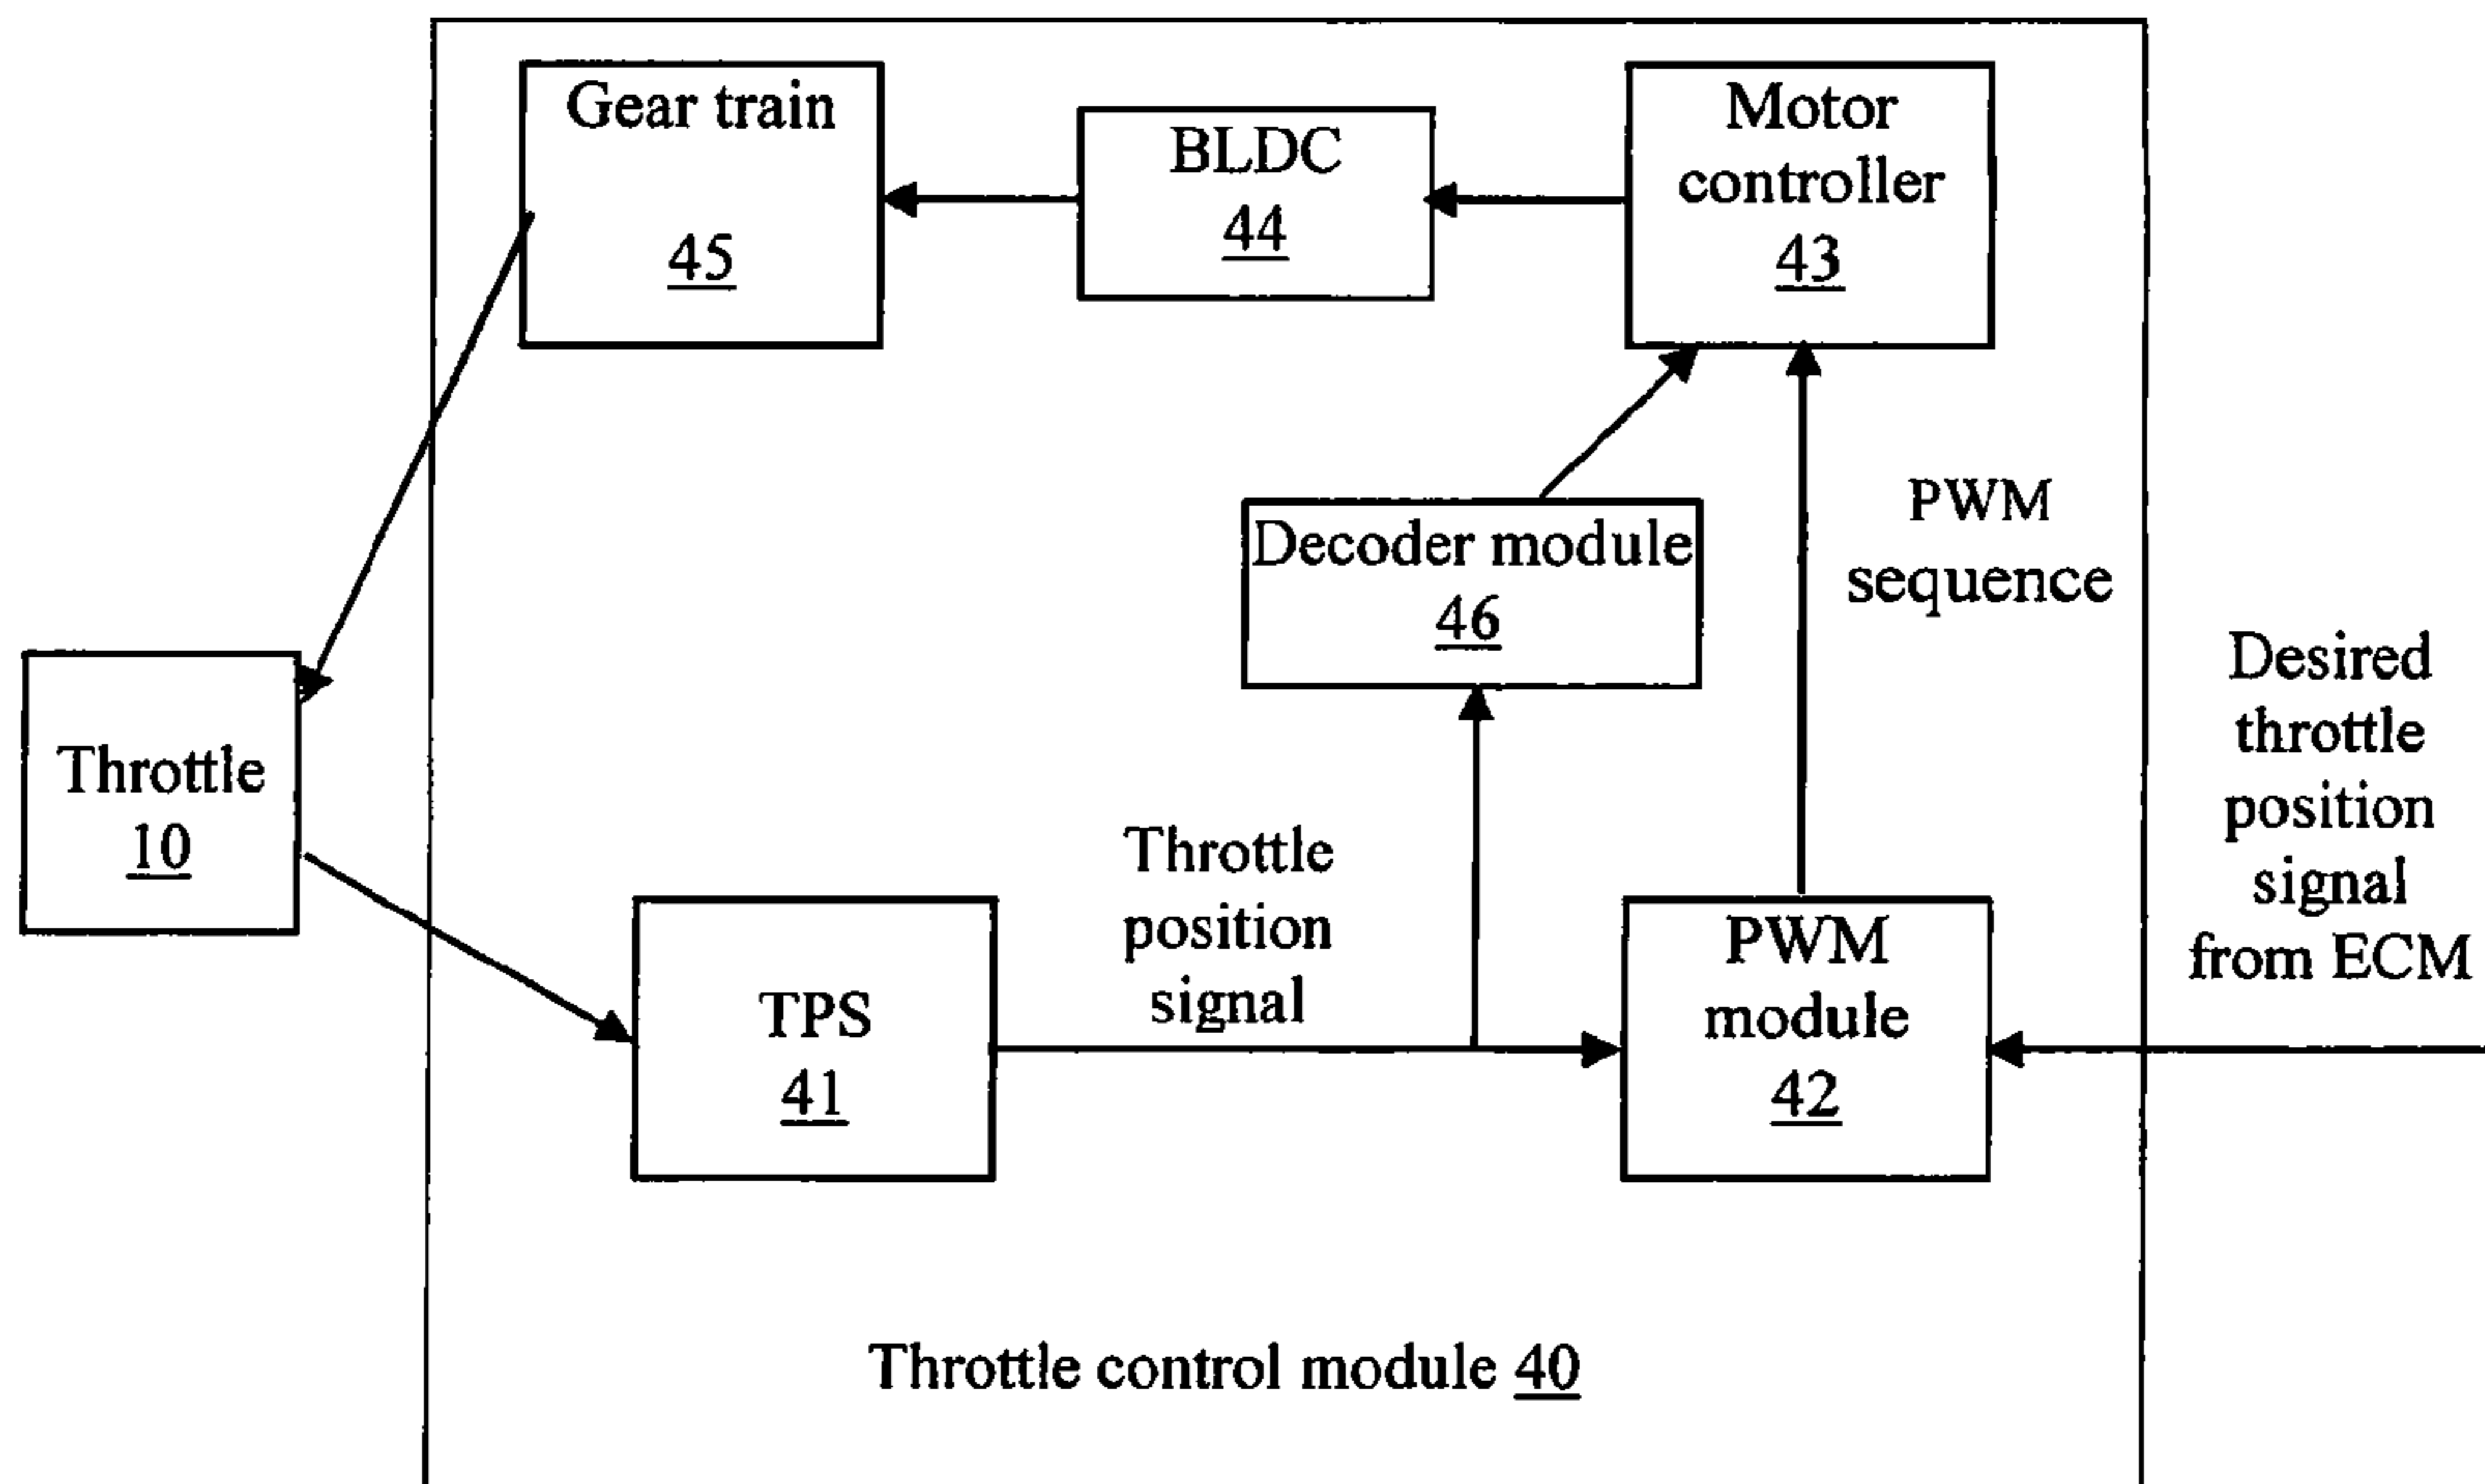 Gear train
45
BLDC
44
Motor
controller
43
Decoder module
46
PWM
sequence
Throttle
10
Desired
throttle
position
signal
from ECM
Throttle
position
signal
TPS
41
PWM
module
42
Throttle control module 40